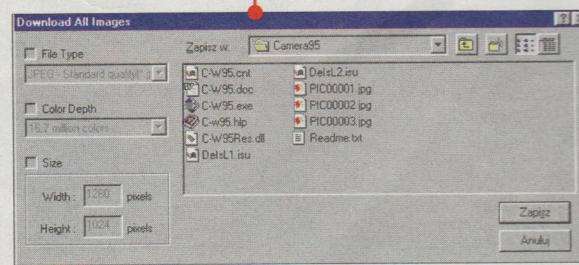 Download All Images
File Type
JPEG - Standard quality(*.j
Color Depth
16.7 million colors
Size
Width : 1280 pixels
Height : 1024 pixels
Zapisz w: Camera95
C-W95.cnt
C-W95.doc
C-W95.exe
C-w95.hlp
C-W95Res.dll
DelsL1.isu
DelsL2.isu
PIC00001.jpg
PIC00002.jpg
PIC00003.jpg
Readme.txt
Zapisz
Anuluj